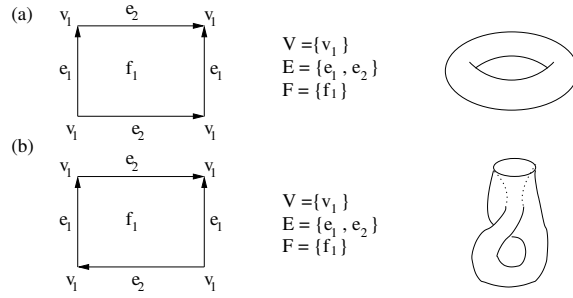 (a)
v₁ e₂ v₁
e₁ f₁ e₁
v₁ e₂ v₁
V = {v₁}
E = {e₁ , e₂}
F = {f₁}
(b)
v₁ e₂ v₁
e₁ f₁ e₁
v₁ e₂ v₁
V = {v₁}
E = {e₁ , e₂}
F = {f₁}